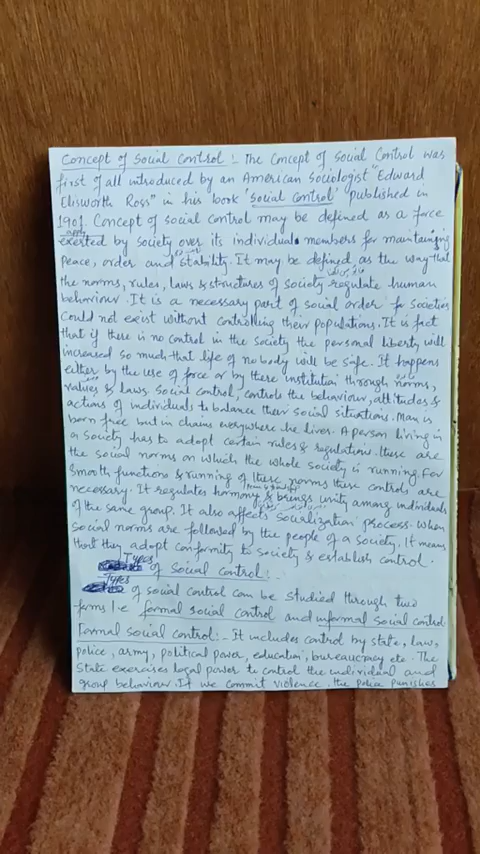 Concept of Social Control :- The Concept of Social "Control was
first of all introduced by an American Sociologist "Edward
Elisworth Ross" in his book 'Social Control' published in
1901. Concept of social control may be defined as a force
apply
exerted by society over its individuals members for maintaining
Peace, order and stability. It may be defined as the way that
the norms, rules, laws & structures of society regulate human
behaviour. It is a necessary part of social order for societies
could not exist without controlling their populations. It is fact
that if there is no control in the society the personal liberty will
increased so much that life of nobody will be safe. It happens
either by the use of force or by these institution through norms,
values & laws. Social control, controls the behaviour, attitudes &
actions of individuals to balance their social situations. Man is
born free but in chains everywhere he lives. A person living in
a society has to adopt certain rules & regulation. these are
the social norms on which the whole society is running. For
Smooth functions & running of these norms these controls are
necessary. It regulates harmony & brings unity among individuals
of the same group. It also affects Socialization process. When
social norms are followed by the people of a society. It means
that they adopt conformity to society & establish control.
Types
of Social Control :-
Types
of social control can be studied through two
forms i.e formal social control and informal social control.
Formal social control :- It includes control by state, law,
police, army, political power, education, bureaucracy etc. The
State exercises legal power to control the individual and
group behaviour. If we commit violence, the police punishes